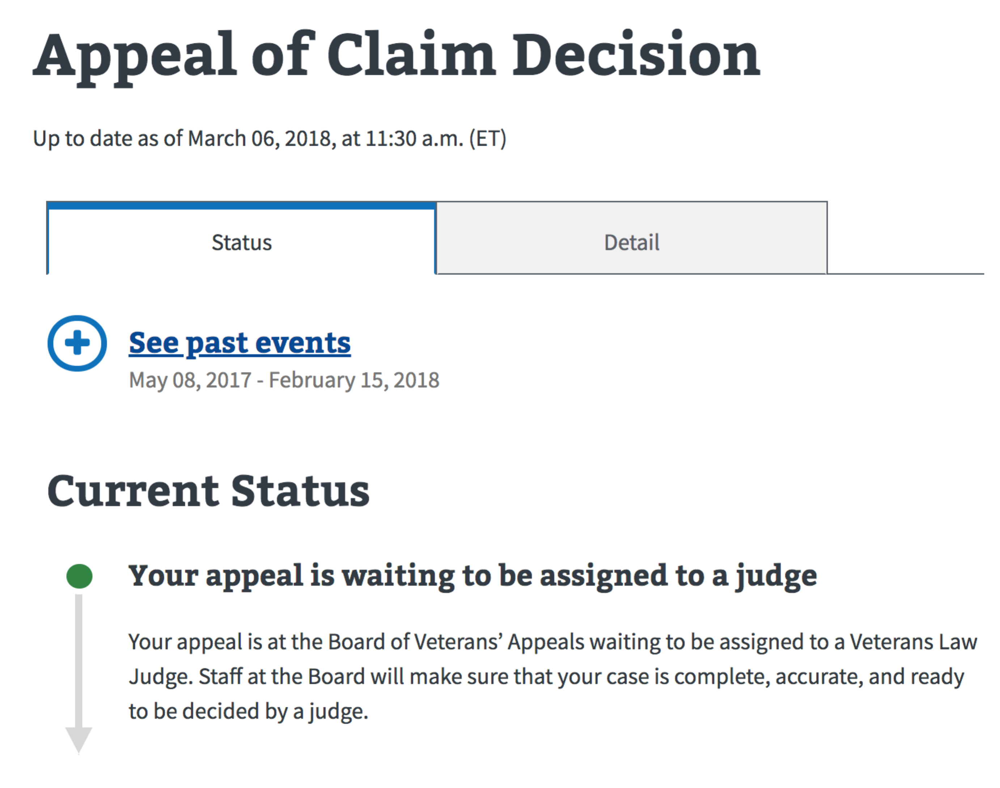 Appeal of Claim Decision
Up to date as of March 06, 2018, at 11:30 a.m. (ET)
Status
Detail
See past events
May 08, 2017 - February 15, 2018
Current Status
Your appeal is waiting to be assigned to a judge
Your appeal is at the Board of Veterans’ Appeals waiting to be assigned to a Veterans Law
Judge. Staff at the Board will make sure that your case is complete, accurate, and ready
to be decided by a judge.